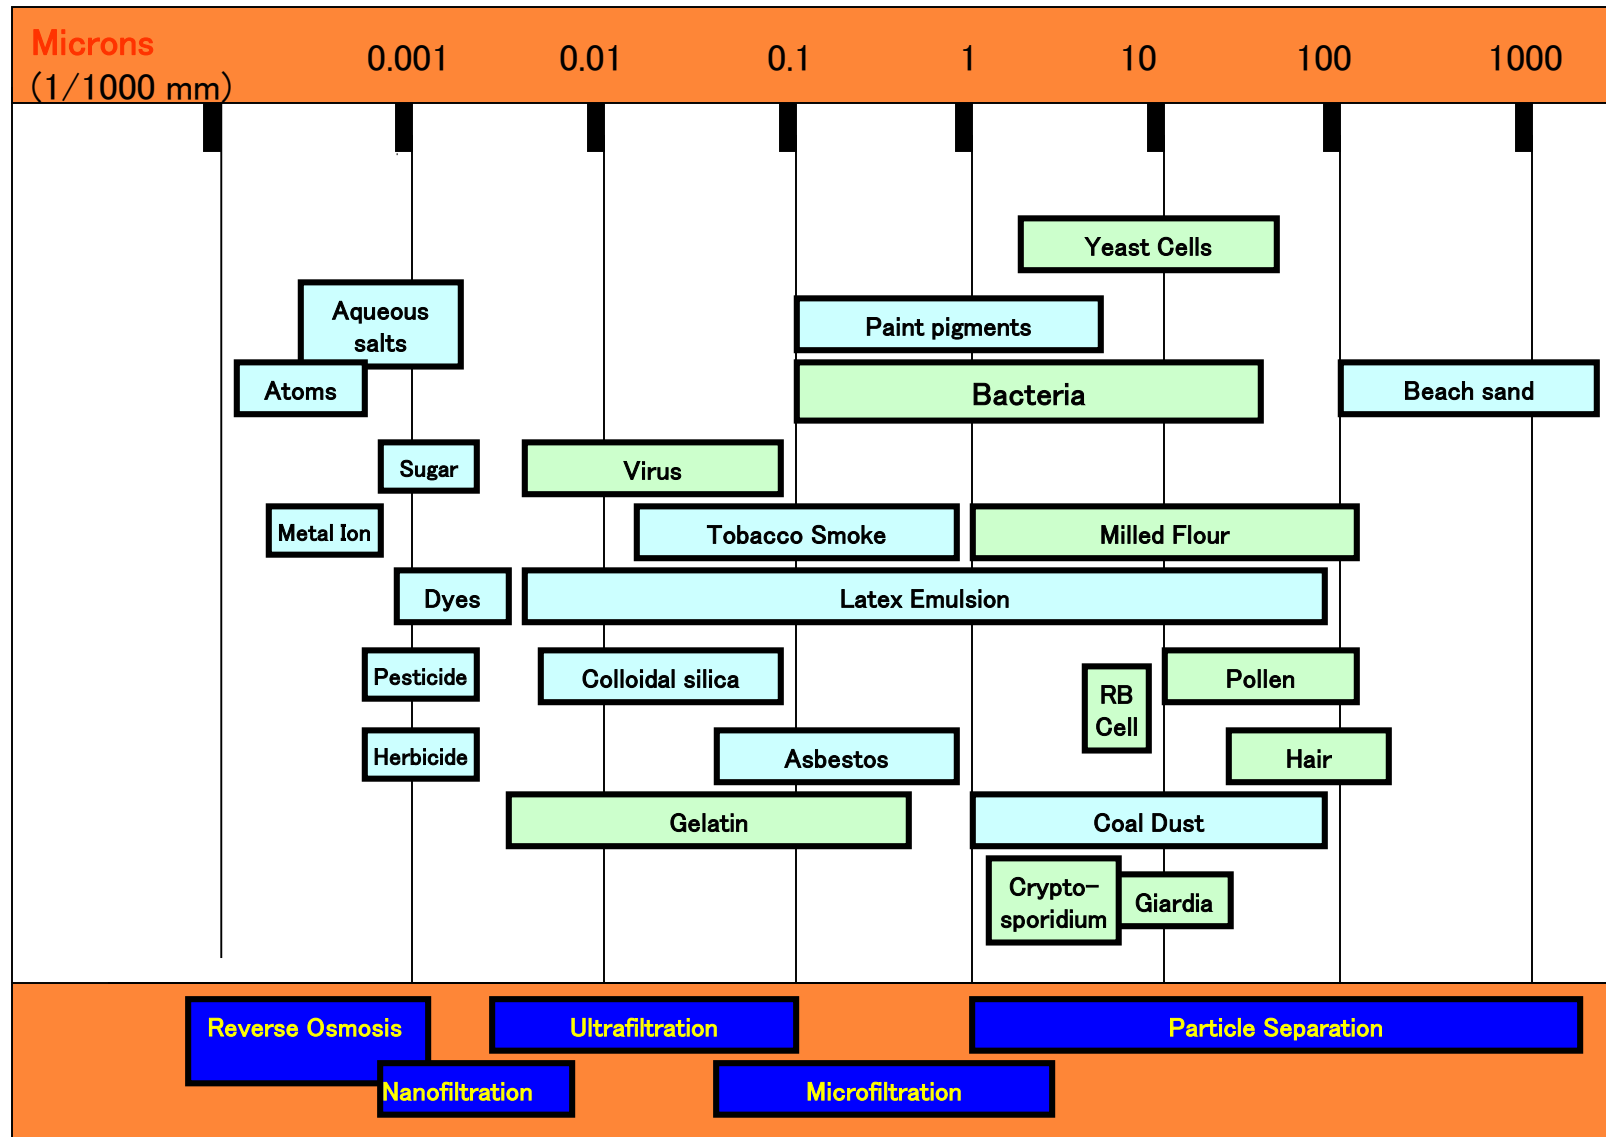 Microns
(1/1000 mm)
0.001 0.01 0.1 1 10 100 1000
Yeast Cells
Aqueous
salts
Paint pigments
Atoms
Bacteria
Beach sand
Sugar
Virus
Metal Ion
Tobacco Smoke
Milled Flour
Dyes
Latex Emulsion
Pesticide
Colloidal silica
RB
Cell
Pollen
Herbicide
Asbestos
Hair
Gelatin
Coal Dust
Crypto-
sporidium
Giardia
Reverse Osmosis
Ultrafiltration
Particle Separation
Nanofiltration
Microfiltration